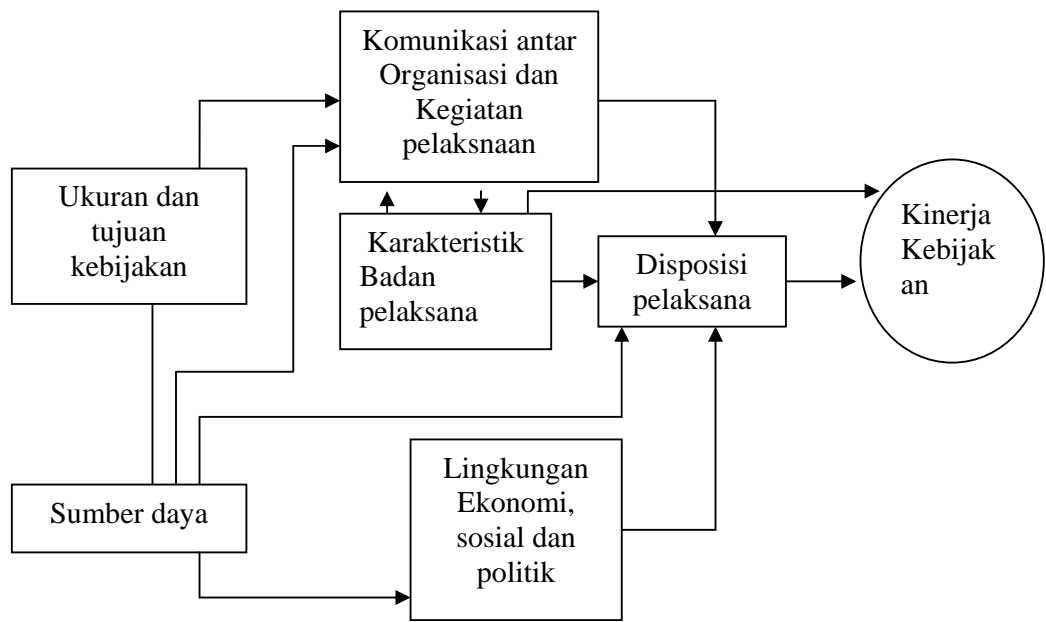 Komunikasi antar
Organisasi dan
Kegiatan
pelaksnaan
Ukuran dan
tujuan
kebijakan
Karakteristik
Badan
pelaksana
Disposisi
pelaksana
Kinerja
Kebijak
an
Sumber daya
Lingkungan
Ekonomi,
sosial dan
politik